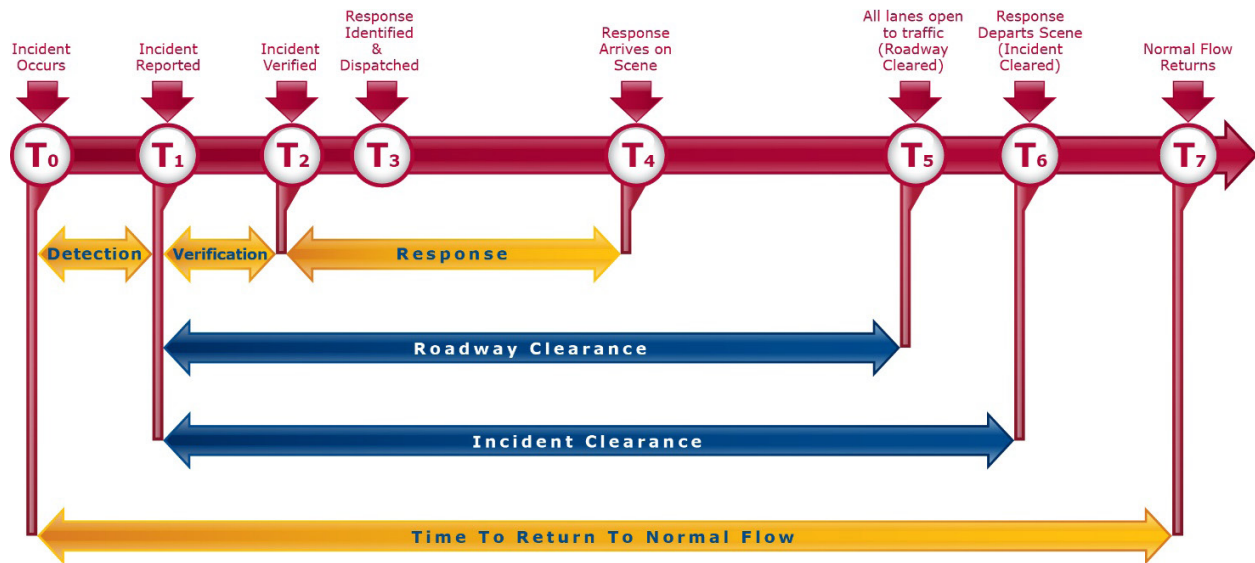 Incident
Occurs
Incident
Reported
Incident
Verified
Response
Identified
&
Dispatched
Response
Arrives on
Scene
All lanes open
to traffic
(Roadway
Cleared)
Response
Departs Scene
(Incident
Cleared)
Normal Flow
Returns
T0
T1
T2
T3
T4
T5
T6
T7
Detection
Verification
Response
Roadway Clearance
Incident Clearance
Time To Return To Normal Flow